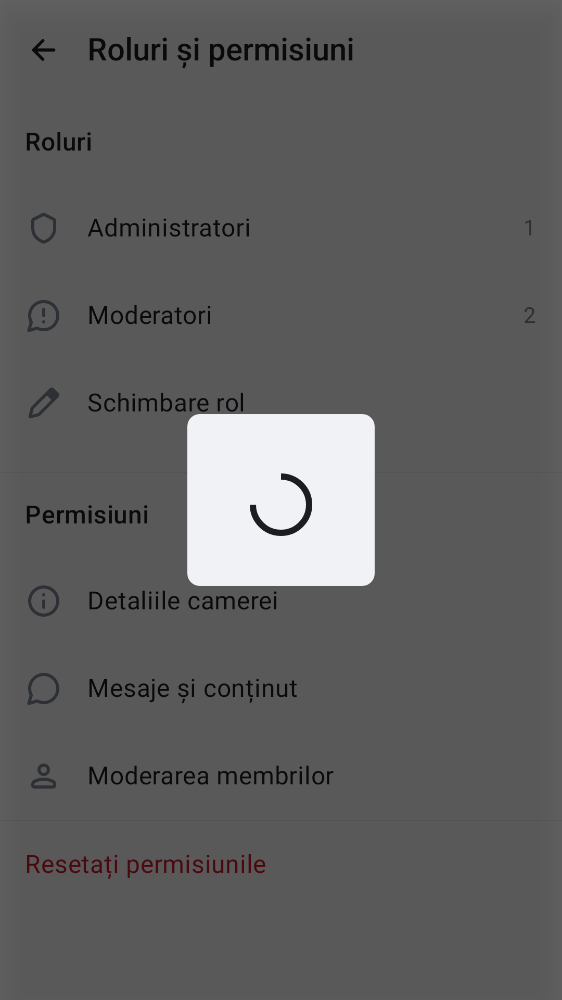 Roluri și permisiuni
Roluri
Administratori 1
Moderatori 2
Schimbare rol
Permisiuni
Detaliile camerei
Mesaje și conținut
Moderarea membrilor
Resetați permisiunile